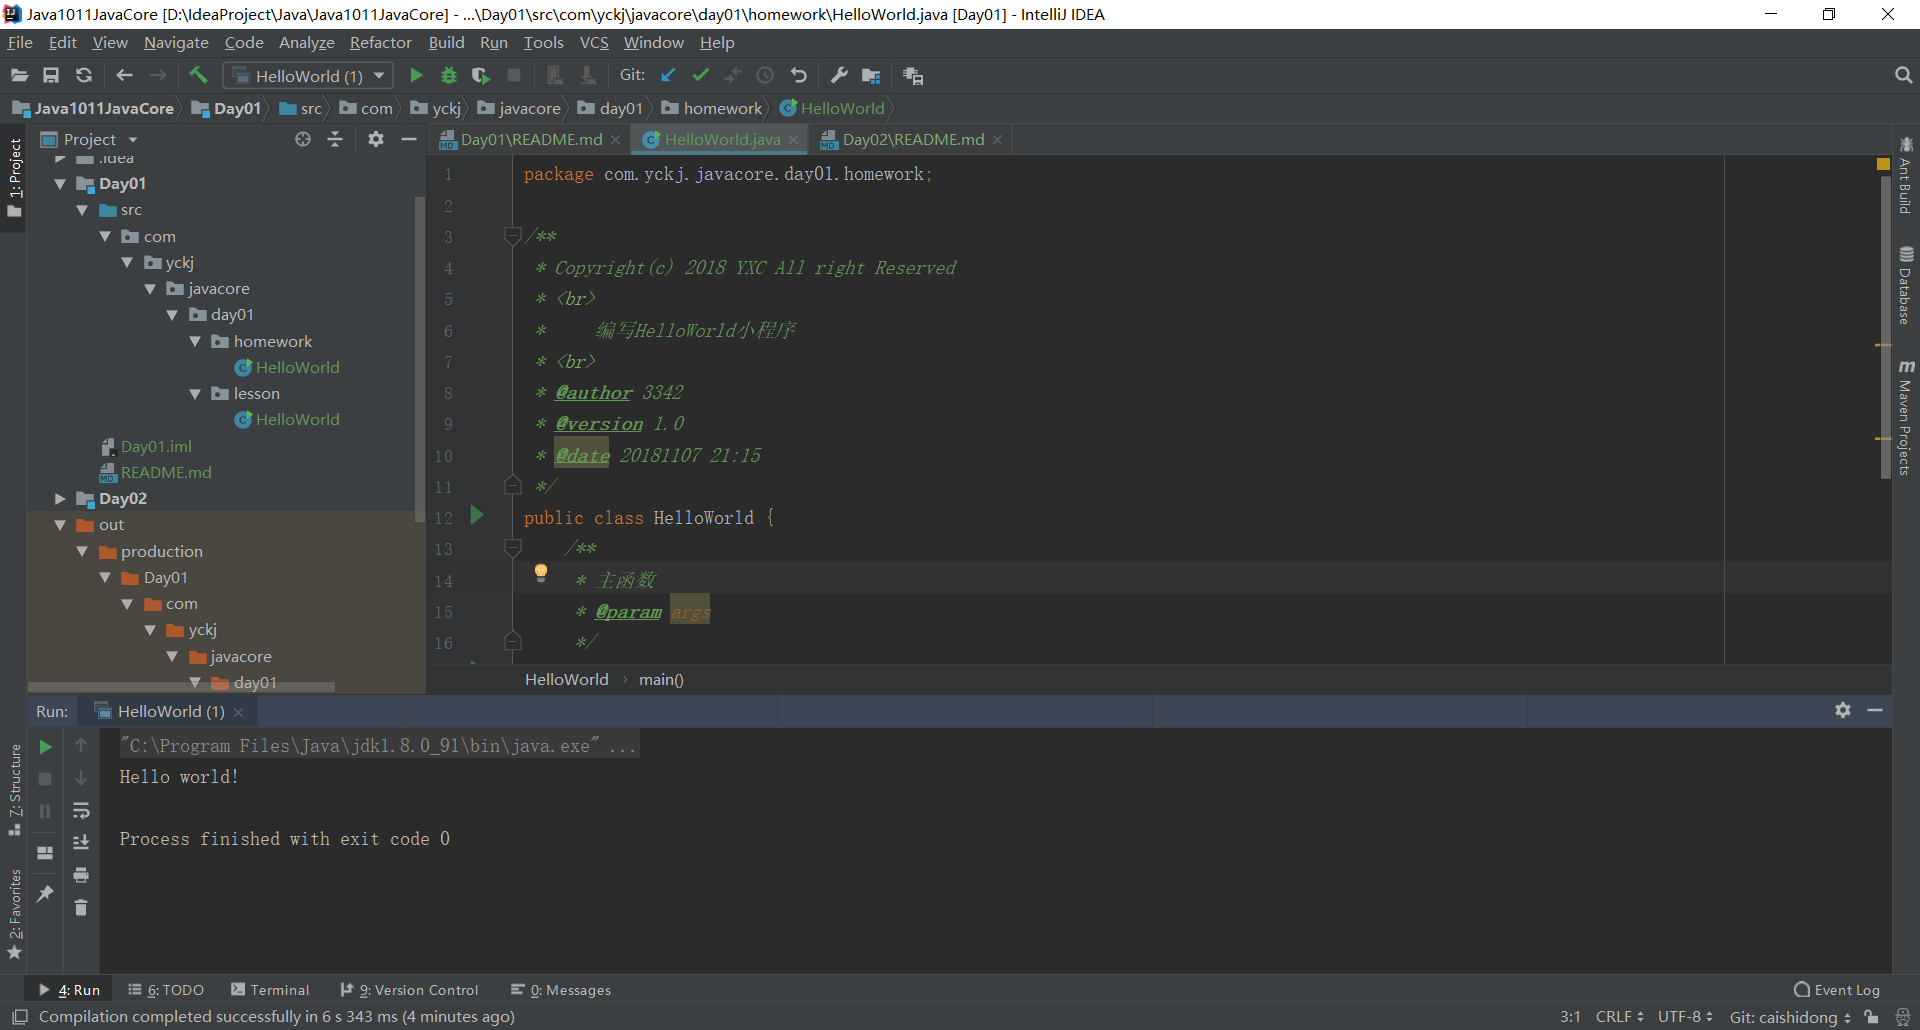 Java1011JavaCore [D:\IdeaProject\Java\Java1011JavaCore] - ...\Day01\src\com\yckj\javacore\day01\homework\HelloWorld.java [Day01] - IntelliJ IDEA
File Edit View Navigate Code Analyze Refactor Build Run Tools VCS Window Help
HelloWorld (1) Git:
Java1011JavaCore Day01 src com yckj javacore day01 homework HelloWorld
Project
Day01\README.md HelloWorld.java Day02\README.md
1: Project
.idea
Day01
src
com
yckj
javacore
day01
homework
HelloWorld
lesson
HelloWorld
Day01.iml
README.md
Day02
out
production
Day01
com
yckj
javacore
day01
1 package com.yckj.javacore.day01.homework;
2
3 /**
4 * Copyright(c) 2018 YXC All right Reserved
5 * <br>
6 * 编写HelloWorld小程序
7 * <br>
8 * @author 3342
9 * @version 1.0
10 * @date 20181107 21:15
11 */
12 public class HelloWorld {
13 /**
14 * 主函数
15 * @param args
16 */
HelloWorld › main()
Ant Build
Database
Maven Projects
Run: HelloWorld (1)
"C:\Program Files\Java\jdk1.8.0_91\bin\java.exe" ...
Hello world!
Process finished with exit code 0
7: Structure
2: Favorites
4: Run 6: TODO Terminal 9: Version Control 0: Messages Event Log
Compilation completed successfully in 6 s 343 ms (4 minutes ago) 3:1 CRLF UTF-8 Git: caishidong